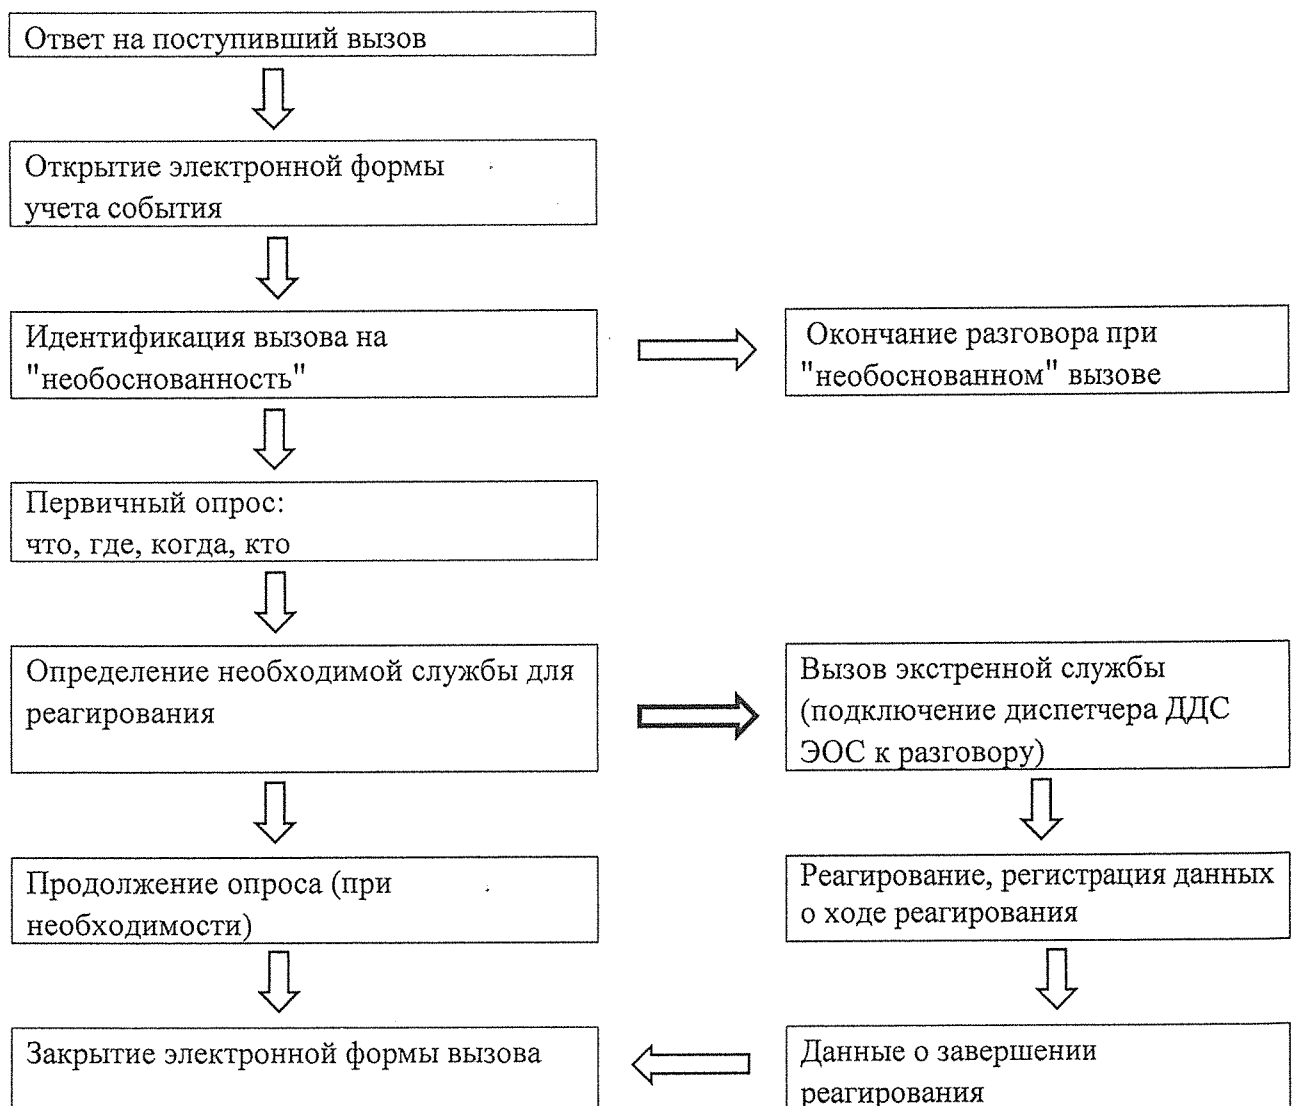 Ответ на поступивший вызов
Открытие электронной формы
учета события
Идентификация вызова на
"необоснованность"
Окончание разговора при
"необоснованном" вызове
Первичный опрос:
что, где, когда, кто
Определение необходимой службы для
реагирования
Вызов экстренной службы
(подключение диспетчера ДДС
ЭОС к разговору)
Продолжение опроса (при
необходимости)
Реагирование, регистрация данных
о ходе реагирования
Закрытие электронной формы вызова
Данные о завершении
реагирования